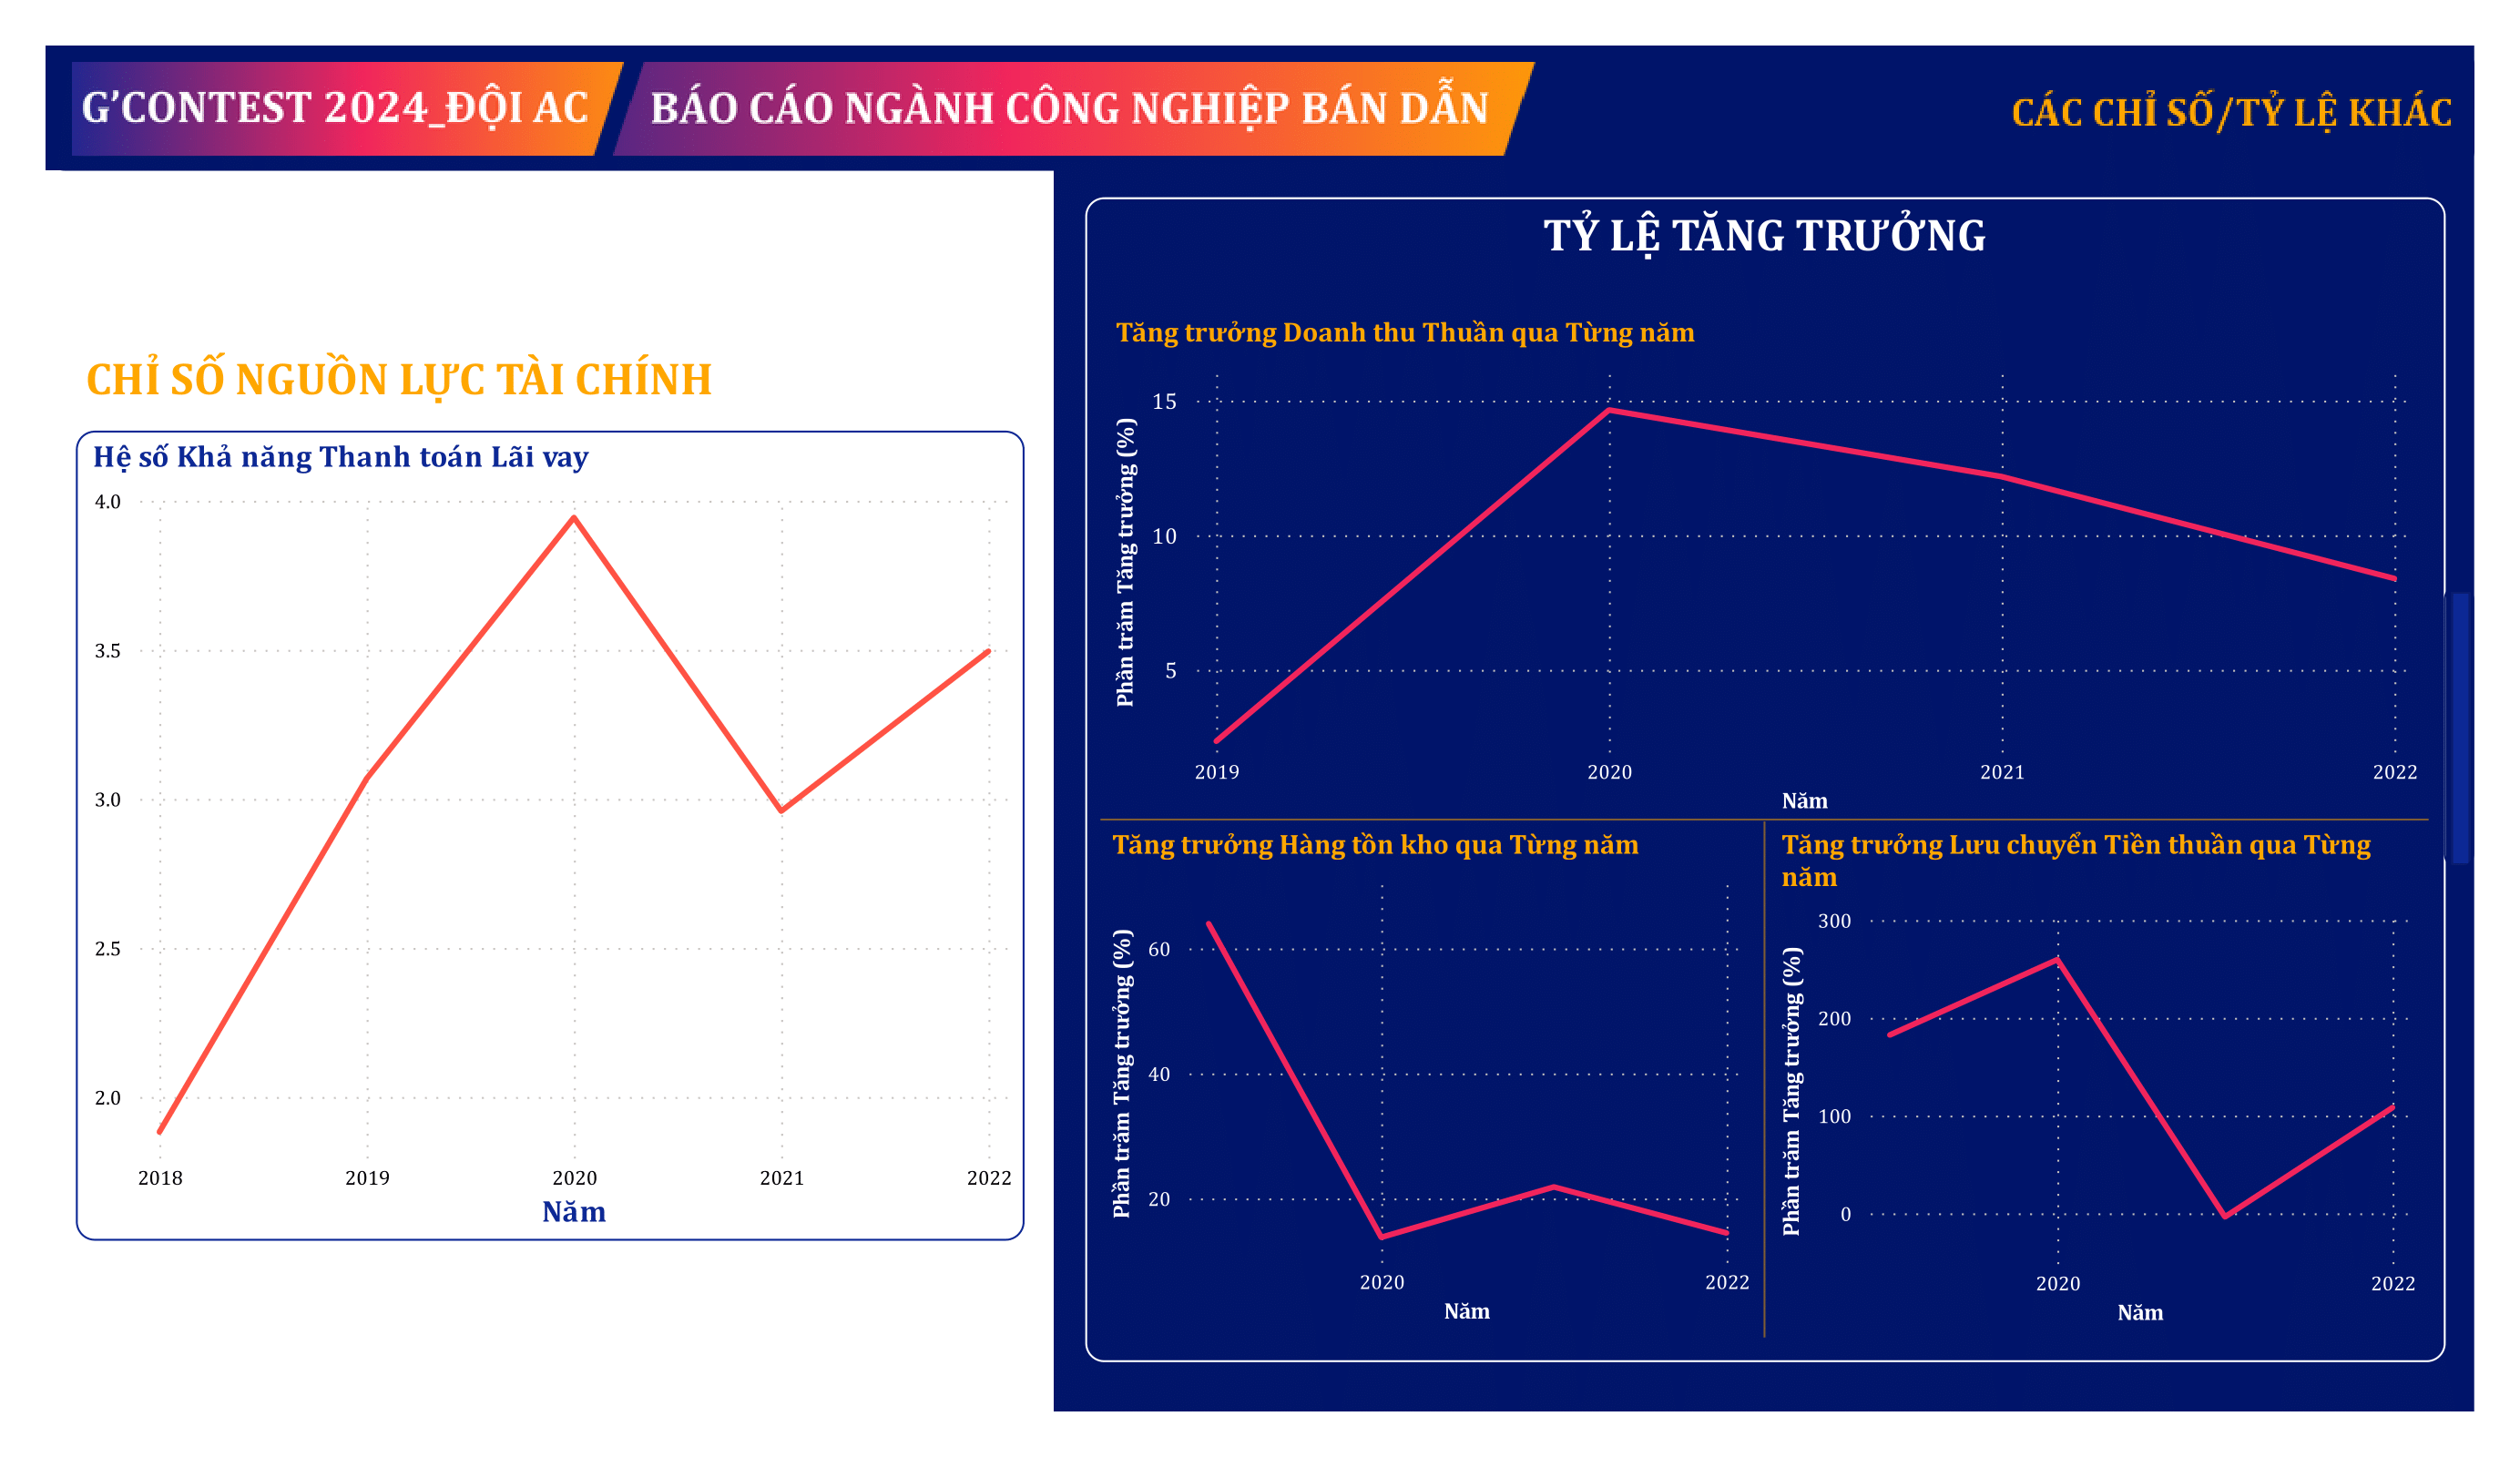 G’CONTEST 2024_ĐỘI AC
BÁO CÁO NGÀNH CÔNG NGHIỆP BÁN DẪN
CÁC CHỈ SỐ/TỶ LỆ KHÁC
CHỈ SỐ NGUỒN LỰC TÀI CHÍNH
Hệ số Khả năng Thanh toán Lãi vay
4.0
3.5
3.0
2.5
2.0
2018 2019 2020 2021 2022
Năm
TỶ LỆ TĂNG TRƯỞNG
Tăng trưởng Doanh thu Thuần qua Từng năm
Phần trăm Tăng trưởng (%)
15
10
5
2019 2020 2021 2022
Năm
Tăng trưởng Hàng tồn kho qua Từng năm
Phần trăm Tăng trưởng (%)
60
40
20
2020 2022
Năm
Tăng trưởng Lưu chuyển Tiền thuần qua Từng
năm
Phần trăm Tăng trưởng (%)
300
200
100
0
2020 2022
Năm